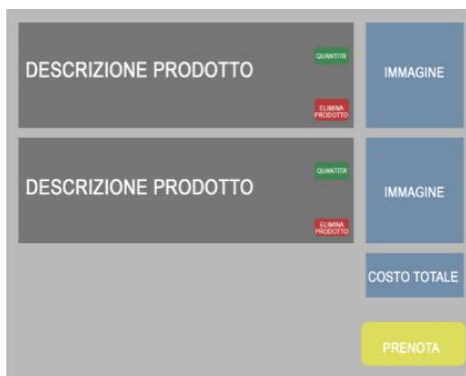 DESCRIZIONE PRODOTTO
QUANTITA'
ELIMINA
PRODOTTO
IMMAGINE
DESCRIZIONE PRODOTTO
QUANTITA'
ELIMINA
PRODOTTO
IMMAGINE
COSTO TOTALE
PRENOTA